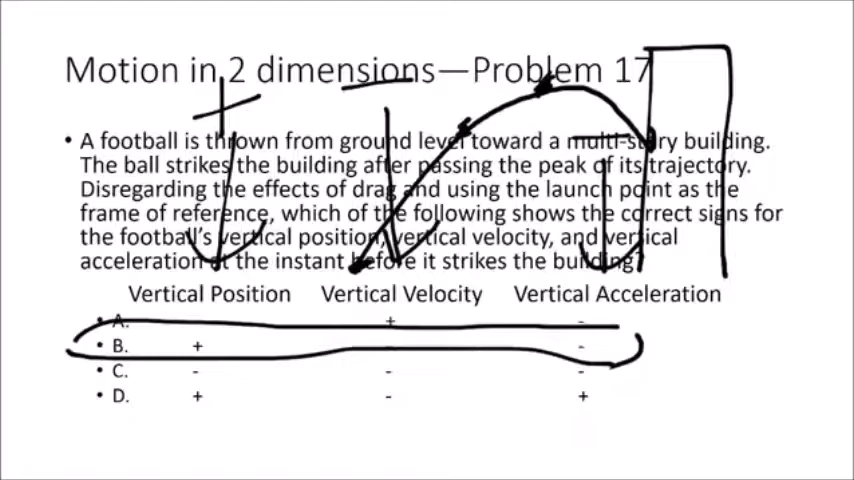 Motion in 2 dimensions—Problem 17
• A football is thrown from ground level toward a multi-story building.
The ball strikes the building after passing the peak of its trajectory.
Disregarding the effects of drag and using the launch point as the
frame of reference, which of the following shows the correct signs for
the football's vertical position, vertical velocity, and vertical
acceleration at the instant before it strikes the building?
+ - -
Vertical Position Vertical Velocity Vertical Acceleration
• A. + -
• B. + -
• C. - - -
• D. + - +